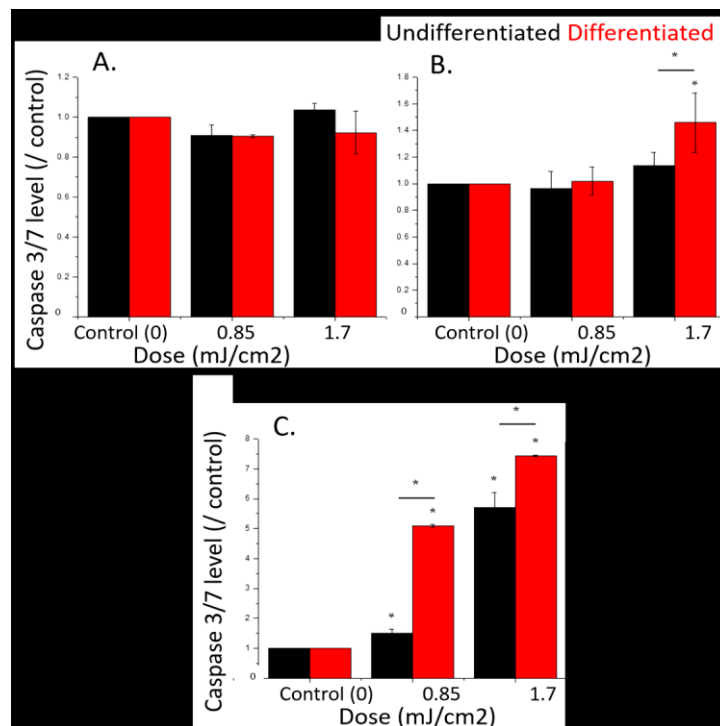 Undifferentiated Differentiated
A.
Caspase 3/7 level (/ control)
1.2
1.0
0.8
0.6
0.4
0.2
0
Control (0) 0.85 1.7
Dose (mJ/cm2)
B.
*
*
1.8
1.6
1.4
1.2
1.0
0.8
0.6
0.4
0.2
0
Control (0) 0.85 1.7
Dose (mJ/cm2)
C.
Caspase 3/7 level (/ control)
*
*
*
*
*
*
8
7
6
5
4
3
2
1
0
Control (0) 0.85 1.7
Dose (mJ/cm2)